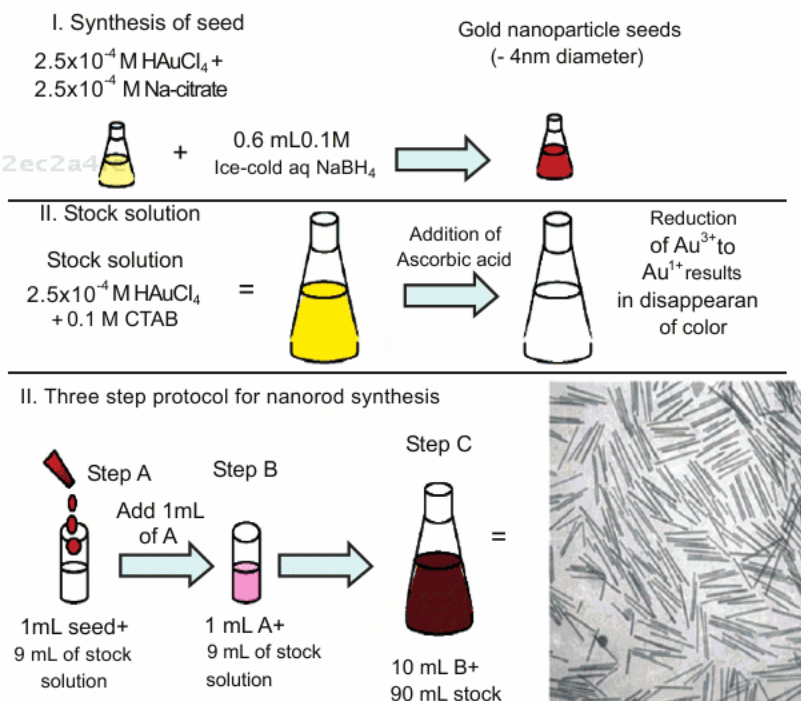 I. Synthesis of seed
2.5x10⁻⁴ M HAuCl₄ +
2.5x10⁻⁴ M Na-citrate
Gold nanoparticle seeds
(- 4nm diameter)
+
0.6 mL0.1M
Ice-cold aq NaBH₄
2ec2a4
II. Stock solution
Stock solution
2.5x10⁻⁴ M HAuCl₄
+ 0.1 M CTAB
=
Addition of
Ascorbic acid
Reduction
of Au³⁺to
Au¹⁺ results
in disappearan
of color
II. Three step protocol for nanorod synthesis
Step A
Add 1mL
of A
Step B
Step C
=
1mL seed+
9 mL of stock
solution
1 mL A+
9 mL of stock
solution
10 mL B+
90 mL stock